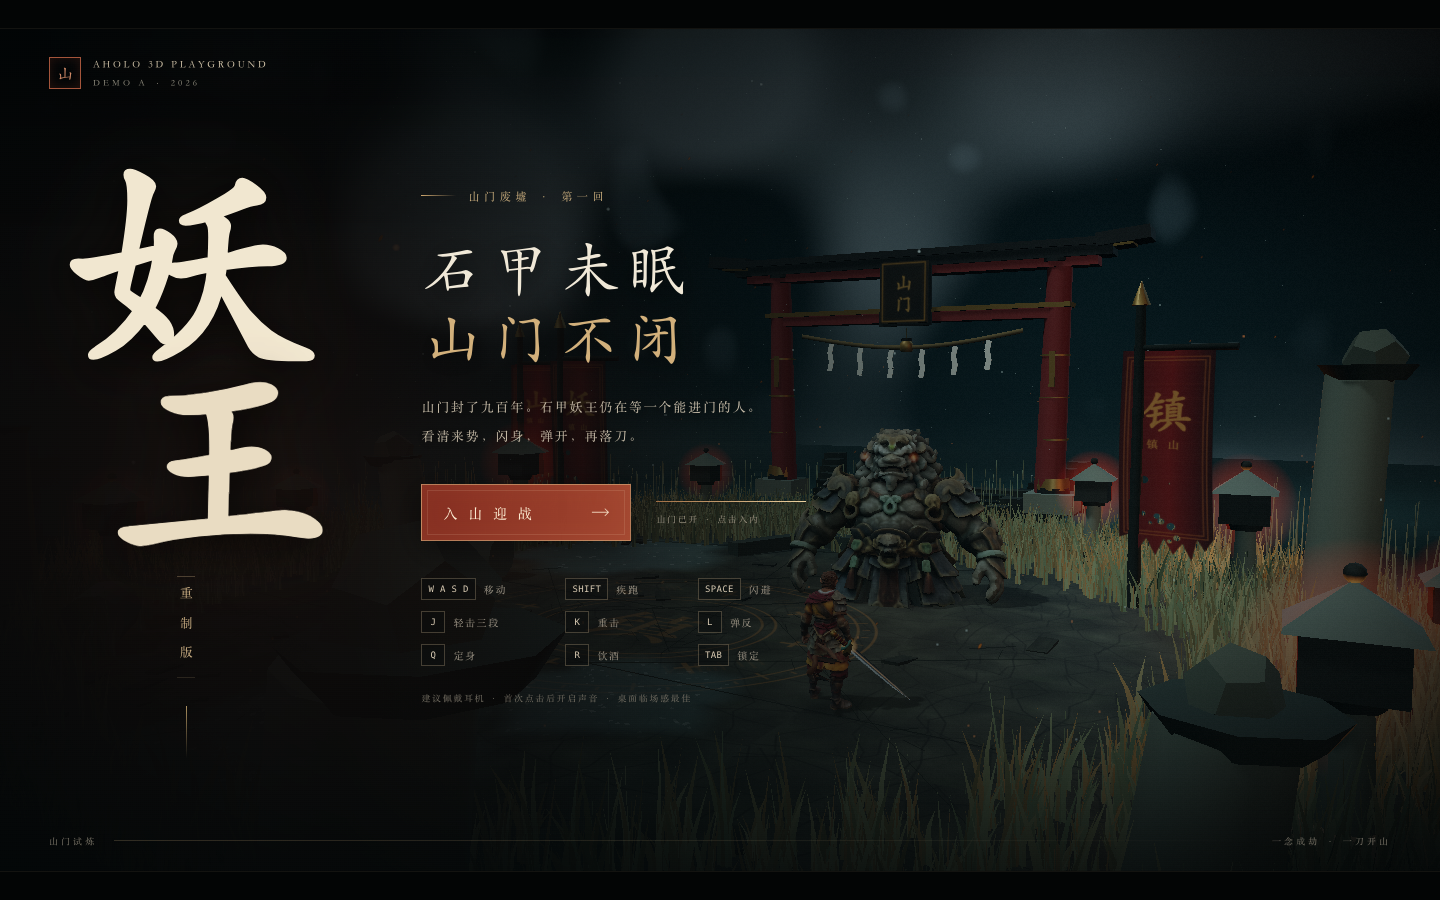 山
AHOLO 3D PLAYGROUND
DEMO A · 2026
妖王
重制版
山门废墟 · 第一回
石甲未眠
山门不闭
山门封了九百年。石甲妖王仍在等一个能进门的人。
看清来势，闪身，弹开，再落刀。
入山迎战 →
山门已开 · 点击入内
W A S D 移动 SHIFT 疾跑 SPACE 闪避
J 轻击三段 K 重击 L 弹反
Q 定身 R 饮酒 TAB 锁定
建议佩戴耳机 · 首次点击后开启声音 · 桌面临场感最佳
山门
镇
镇山
山门试炼
一念成劫 · 一刀开山